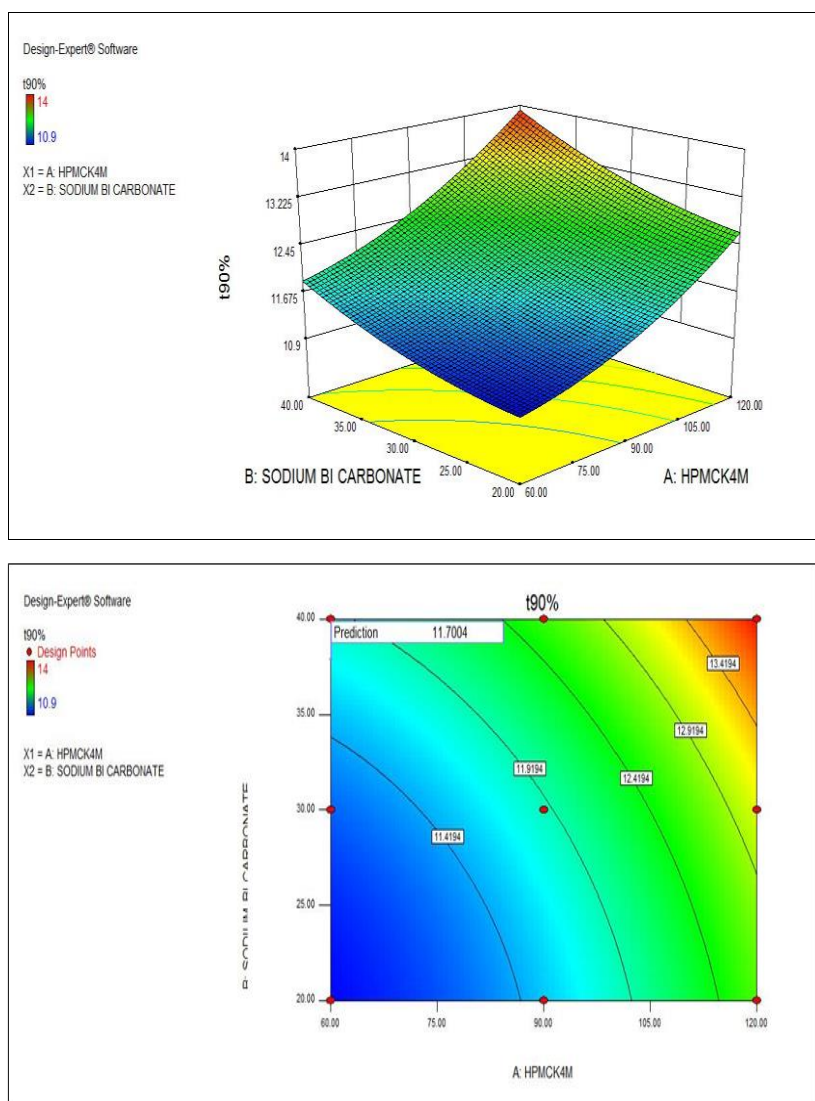 Design-Expert® Software
t90%
14
10.9
X1 = A: HPMCK4M
X2 = B: SODIUM BI CARBONATE
14
13.225
12.45
11.675
10.9
t90%
40.00
35.00
30.00
25.00
20.00
60.00
75.00
90.00
105.00
120.00
B: SODIUM BI CARBONATE
A: HPMCK4M
Design-Expert® Software
t90%
Design Points
14
10.9
X1 = A: HPMCK4M
X2 = B: SODIUM BI CARBONATE
t90%
Prediction 11.7004
40.00
35.00
30.00
25.00
20.00
B: SODIUM BI CARBONATE
13.4194
12.9194
12.4194
11.9194
11.4194
60.00 75.00 90.00 105.00 120.00
A: HPMCK4M